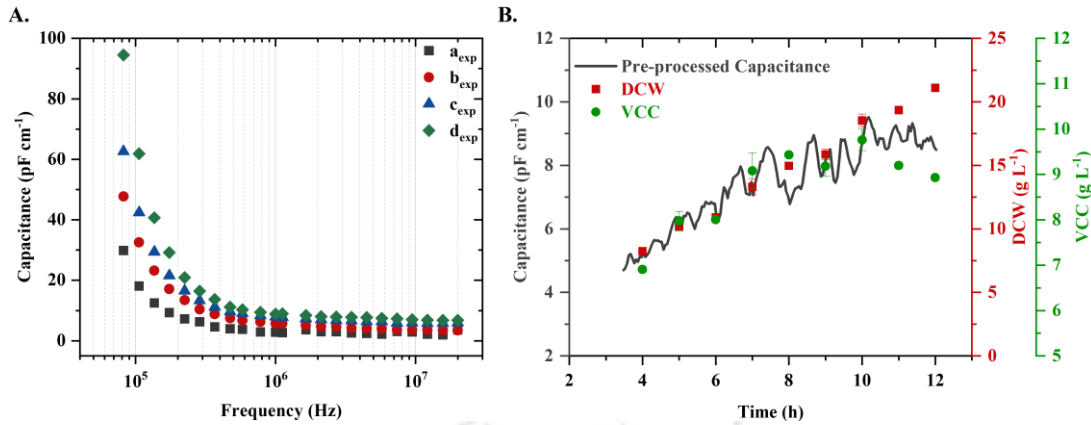 A.
100
80
60
40
20
0
Capacitance (pF cm⁻¹)
10⁵
10⁶
10⁷
Frequency (Hz)
a_exp
b_exp
c_exp
d_exp
B.
12
10
8
6
4
2
Capacitance (pF cm⁻¹)
2
4
6
8
10
12
Time (h)
Pre-processed Capacitance
DCW
VCC
25
20
15
10
5
0
DCW (g L⁻¹)
12
11
10
9
8
7
6
5
VCC (g L⁻¹)